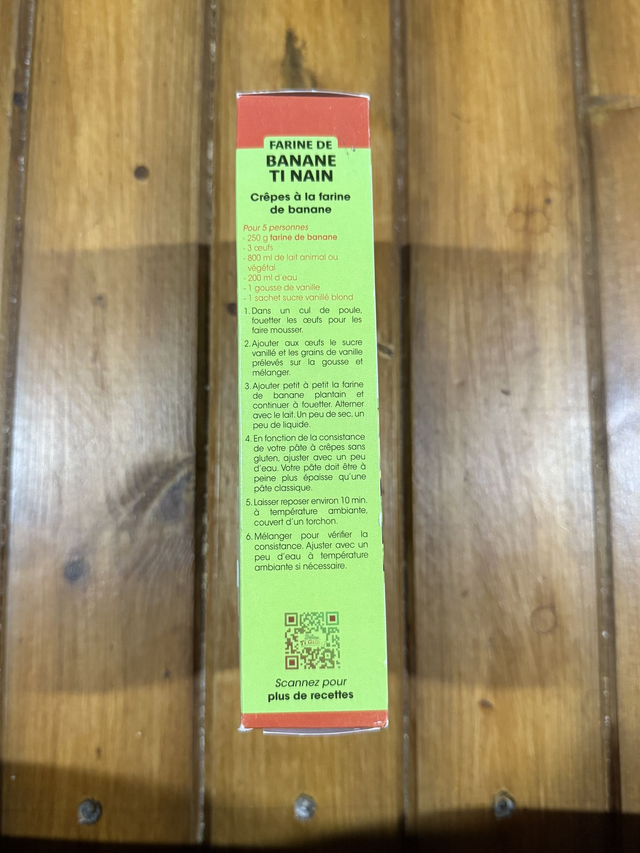 FARINE DE
BANANE
TI NAIN
Crêpes à la farine
de banane
Pour 5 personnes
- 250 g farine de banane
- 3 œufs
- 800 ml de lait animal ou
végétal
- 200 ml d'eau
- 1 gousse de vanille
- 1 sachet sucre vanillé blond
1. Dans un cul de poule,
fouetter les œufs pour les
faire mousser.
2. Ajouter aux œufs le sucre
vanillé et les grains de vanille
prélevés sur la gousse et
mélanger.
3. Ajouter petit à petit la farine
de banane plantain et
continuer à fouetter. Alterner
avec le lait. Un peu de sec, un
peu de liquide.
4. En fonction de la consistance
de votre pâte à crêpes sans
gluten, ajuster avec un peu
d'eau. Votre pâte doit être à
peine plus épaisse qu'une
pâte classique.
5. Laisser reposer environ 10 min.
à température ambiante,
couvert d'un torchon.
6. Mélanger pour vérifier la
consistance. Ajuster avec un
peu d'eau à température
ambiante si nécessaire.
Scannez pour
plus de recettes